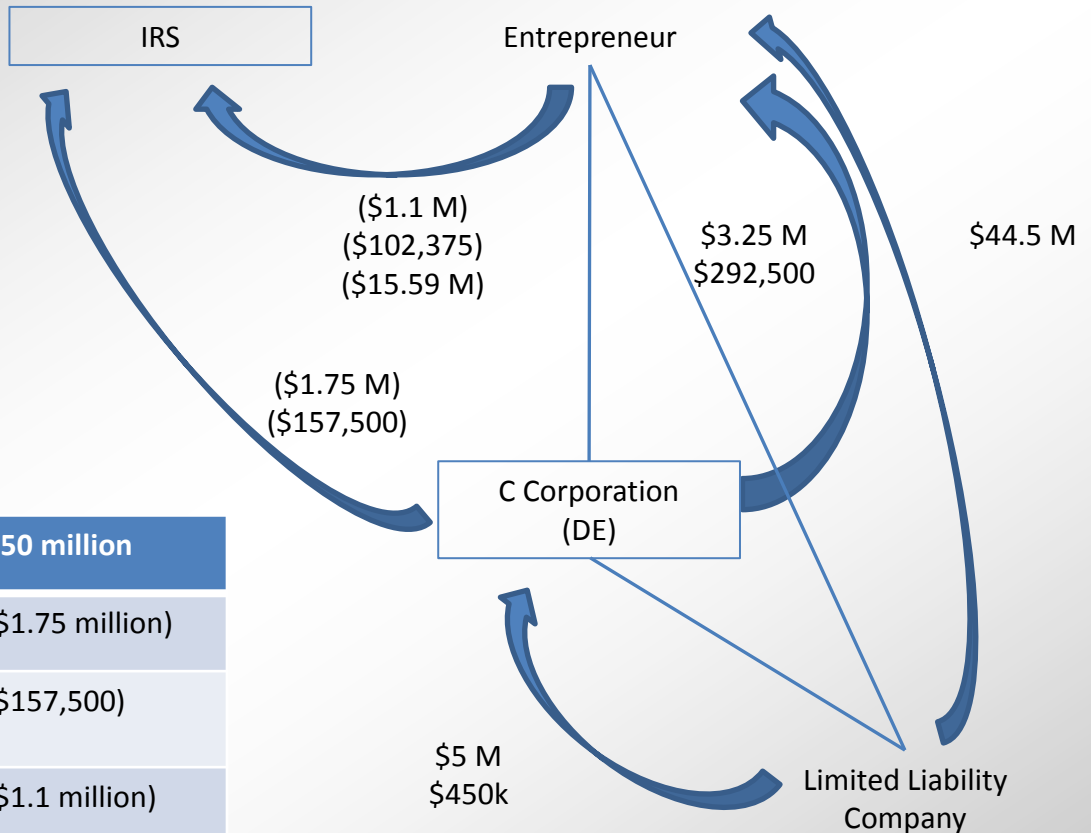 IRS
Entrepreneur
($1.1 M)
($102,375)
($15.59 M)
$3.25 M
$292,500
$44.5 M
($1.75 M)
($157,500)
C Corporation
(DE)
50 million
$1.75 million)
$157,500)
$1.1 million)
$5 M
$450k
Limited Liability
Company